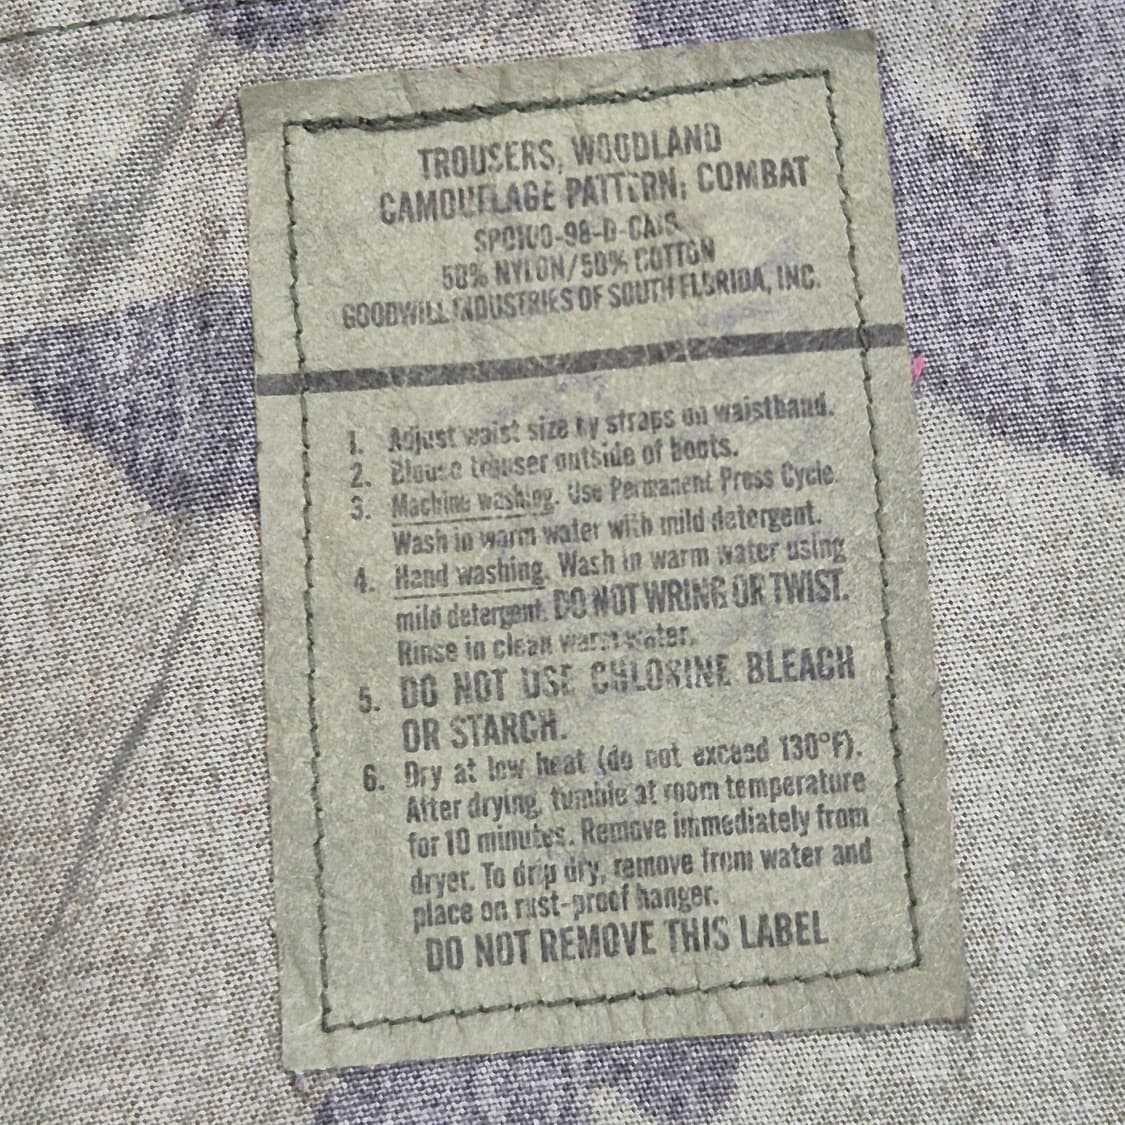 TROUSERS, WOODLAND
CAMOUFLAGE PATTERN; COMBAT
SPO100-98-D-
50% NYLON/50% COTTON
GOODWILL INDUSTRIES OF SOUTH FLORIDA, INC.
1. Adjust waist size by straps on waistband.
2. Blouse trouser outside of boots.
3. Machine washing. Use Permanent Press Cycle.
Wash in warm water with mild detergent.
4. Hand washing. Wash in warm water using
mild detergent. DO NOT WRING OR TWIST.
Rinse in clean warm water.
5. DO NOT USE CHLORINE BLEACH
OR STARCH.
6. Dry at low heat (do not exceed 130°F).
After drying, tumble at room temperature
for 10 minutes. Remove immediately from
dryer. To drip dry, remove from water and
place on rust-proof hanger.
DO NOT REMOVE THIS LABEL